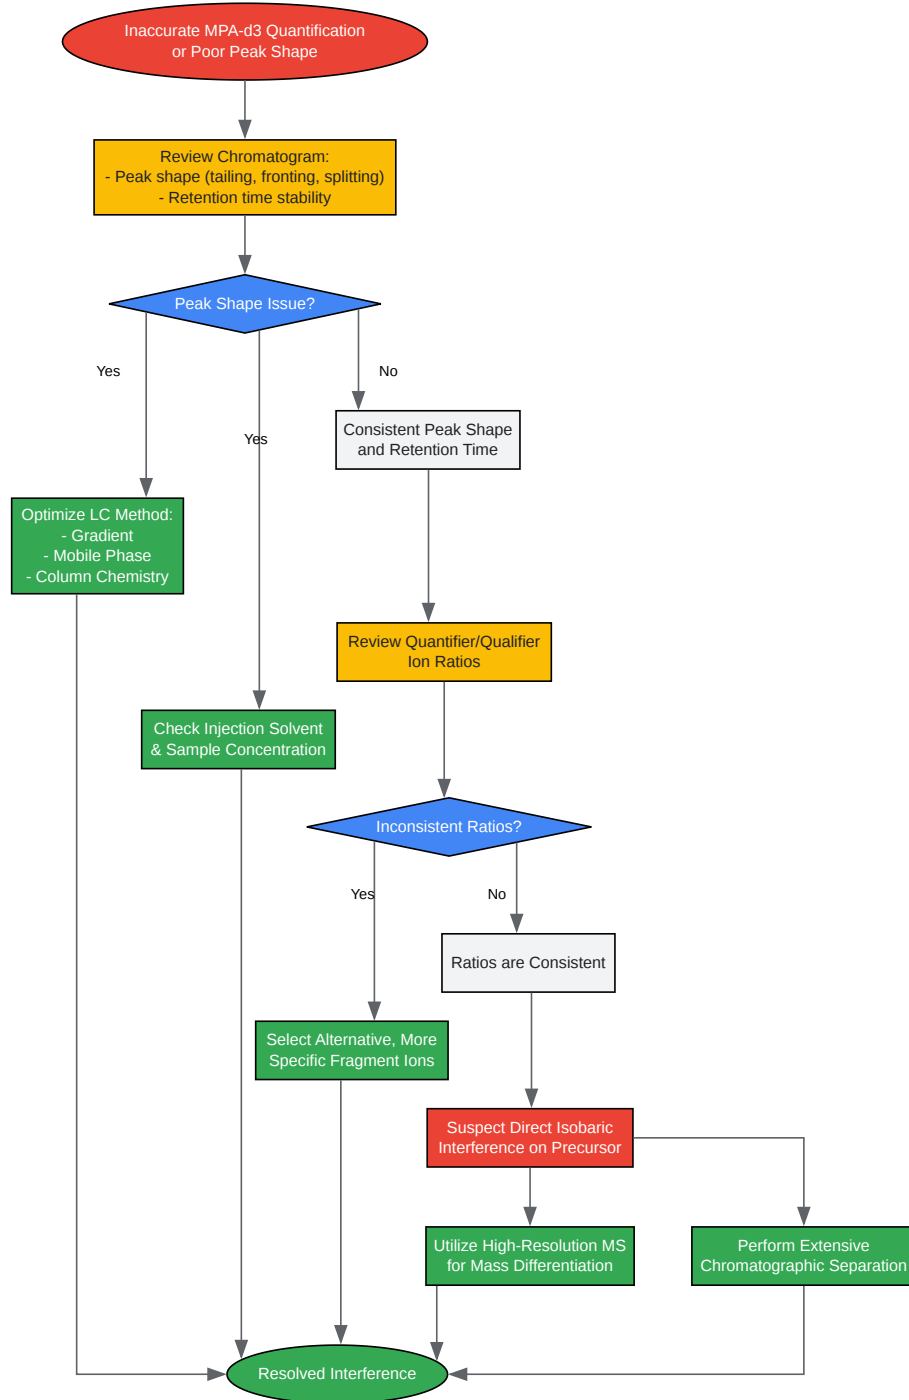 Inaccurate MPA-d3 Quantification
or Poor Peak Shape
Review Chromatogram:
- Peak shape (tailing, fronting, splitting)
- Retention time stability
Peak Shape Issue?
Yes
No
Yes
Consistent Peak Shape
and Retention Time
Optimize LC Method:
- Gradient
- Mobile Phase
- Column Chemistry
Review Quantifier/Qualifier
Ion Ratios
Check Injection Solvent
& Sample Concentration
Inconsistent Ratios?
Yes
No
Ratios are Consistent
Select Alternative, More
Specific Fragment Ions
Suspect Direct Isobaric
Interference on Precursor
Utilize High-Resolution MS
for Mass Differentiation
Perform Extensive
Chromatographic Separation
Resolved Interference